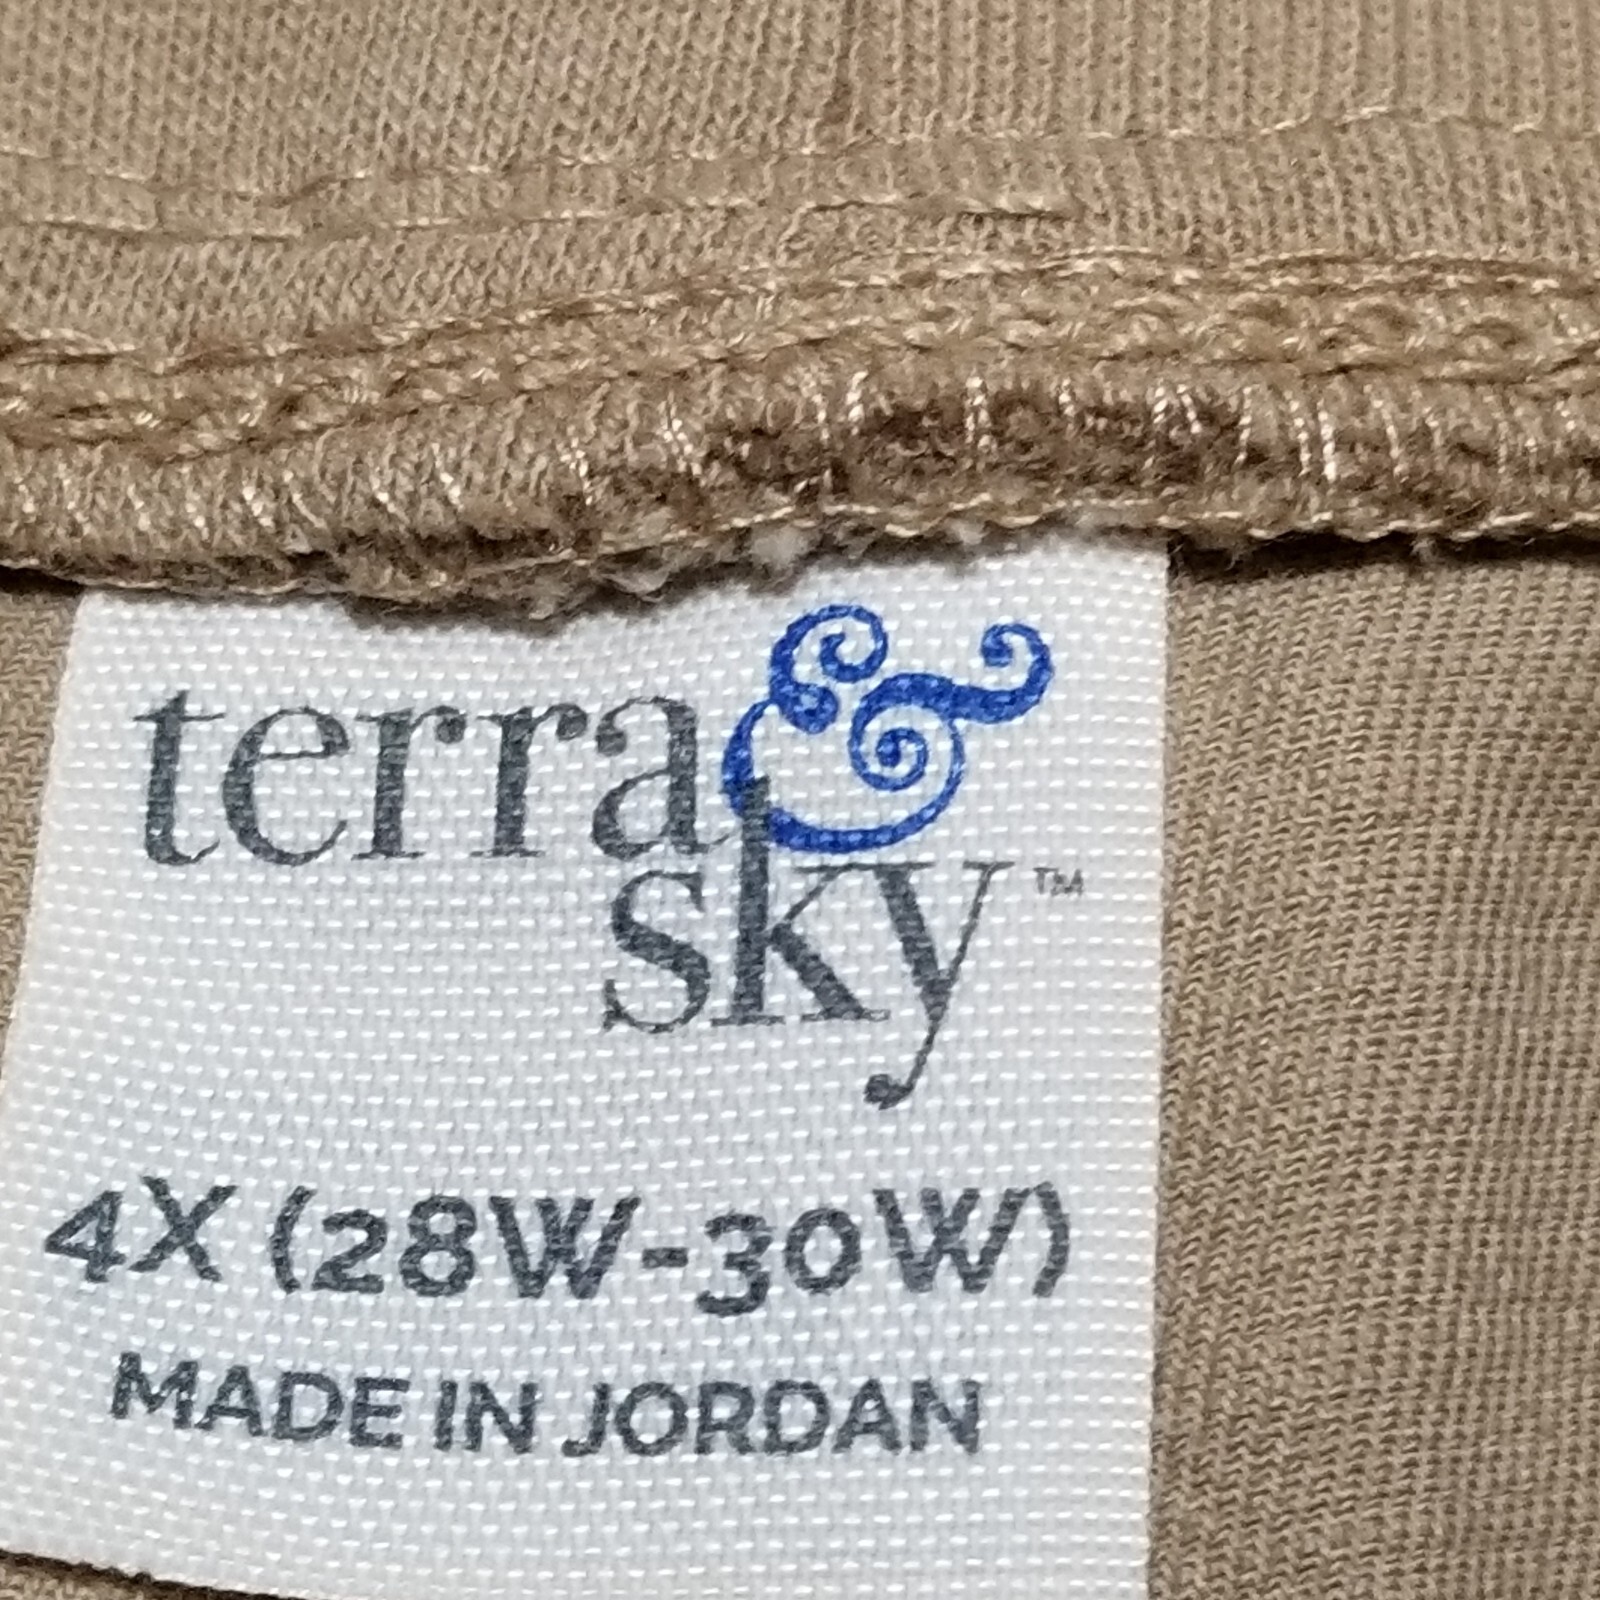 terra &
sky™
4X (28W-30W)
MADE IN JORDAN